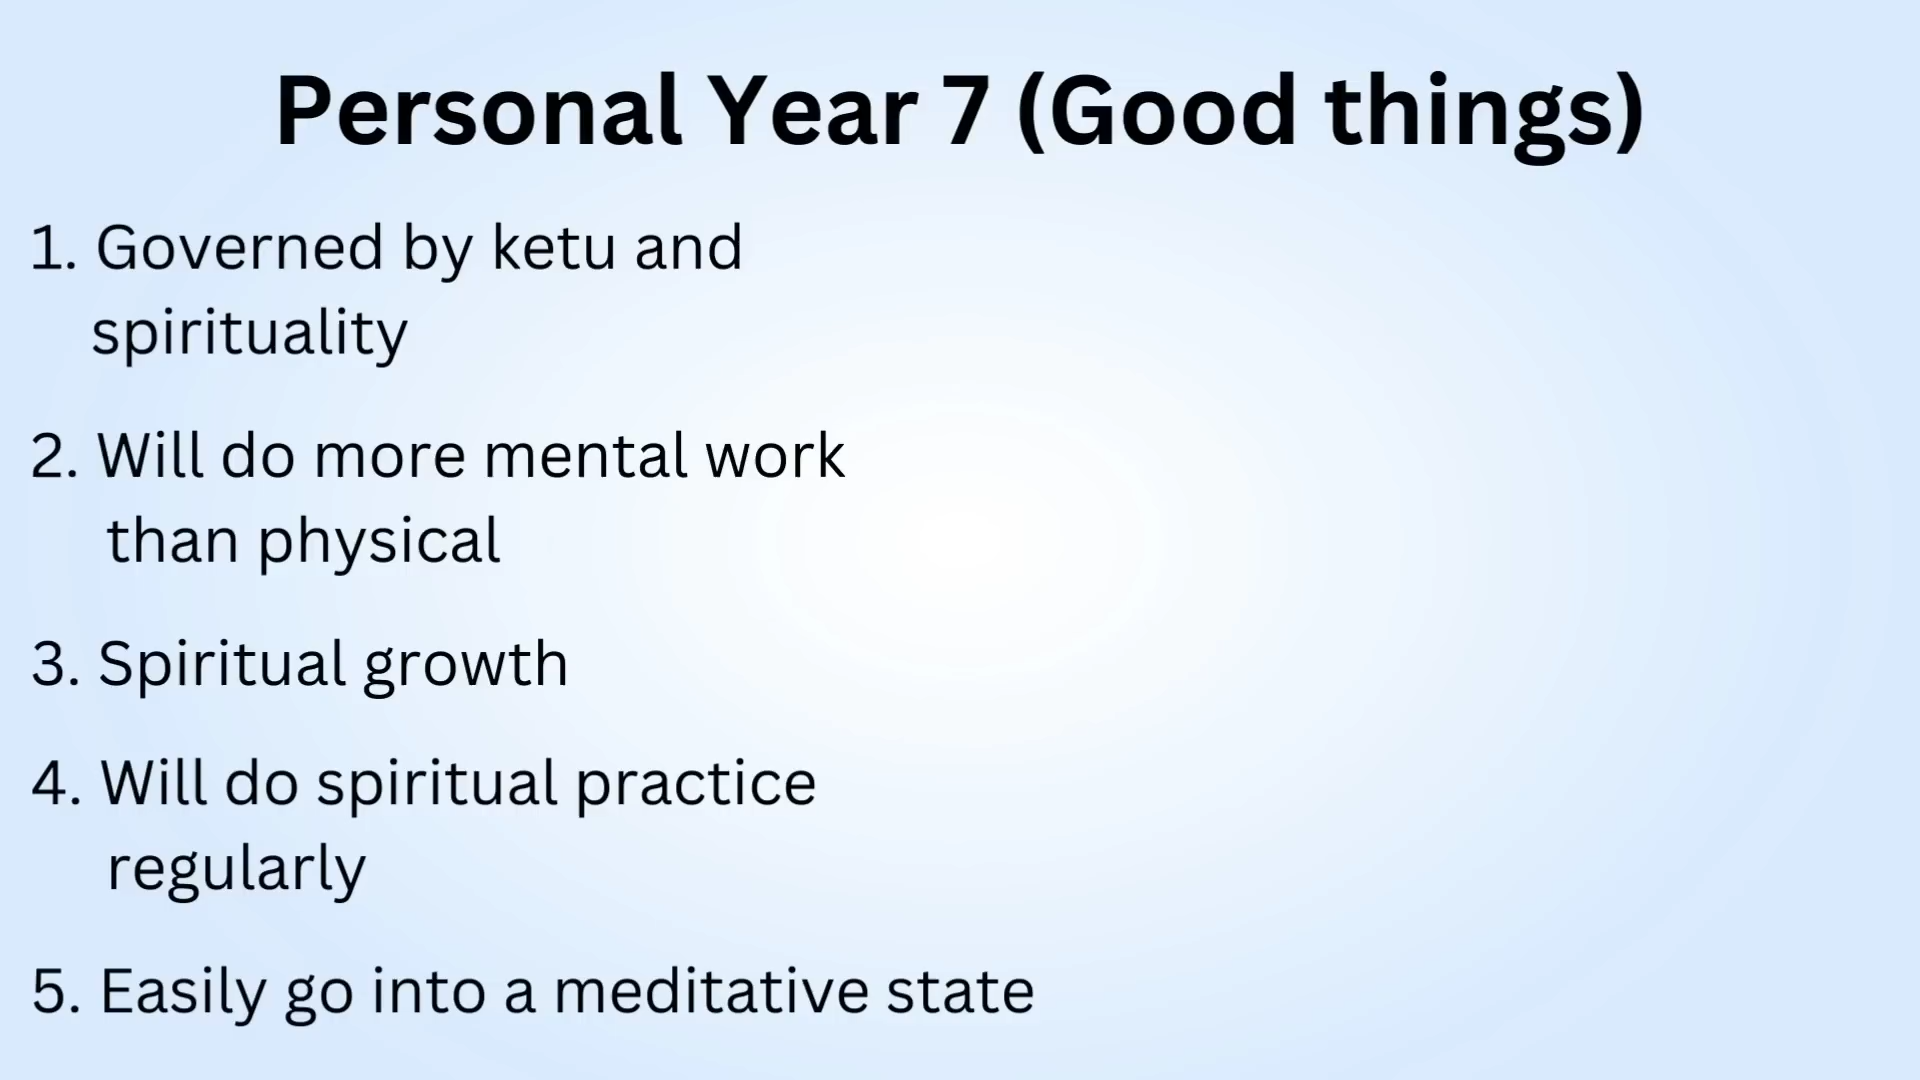 Personal Year 7 (Good things)
1. Governed by ketu and
spirituality
2. Will do more mental work
than physical
3. Spiritual growth
4. Will do spiritual practice
regularly
5. Easily go into a meditative state